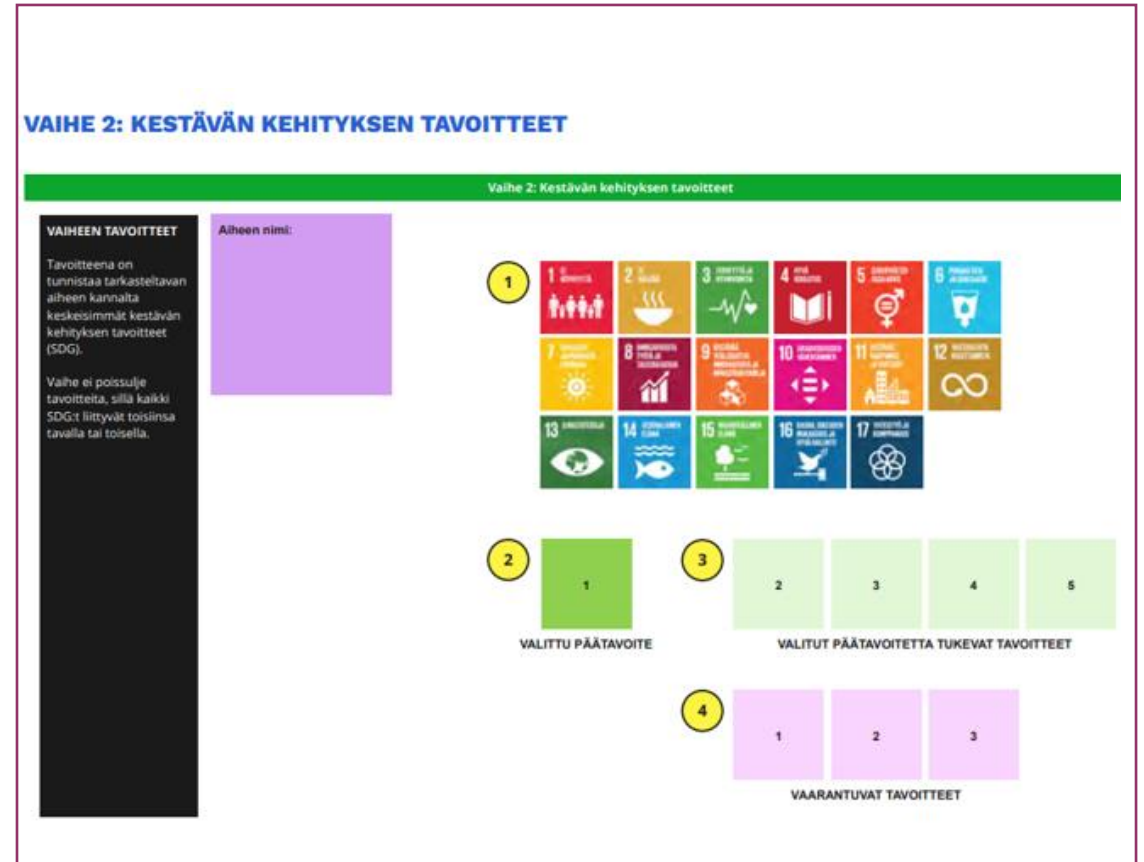 VAIHE 2: KESTÄVÄN KEHITYKSEN TAVOITTEET
Vaihe 2: Kestävän kehityksen tavoitteet
VAIHEEN TAVOITTEET
Tavoitteena on
tunnistaa tarkasteltavan
aiheen kannalta
keskeisimmät kestävän
kehityksen tavoitteet
(SDG).
Vaihe ei poissulje
tavoitteita, sillä kaikki
SDG:t liittyvät toisiinsa
tavalla tai toisella.
Aiheen nimi:
1
1
2
3
4
5
6
7
8
9
10
11
12
13
14
15
16
17
2
1
VALITTU PÄÄTAVOITE
3
2 3 4 5
VALITUT PÄÄTAVOITETTA TUKEVAT TAVOITTEET
4
1 2 3
VAARANTUVAT TAVOITTEET